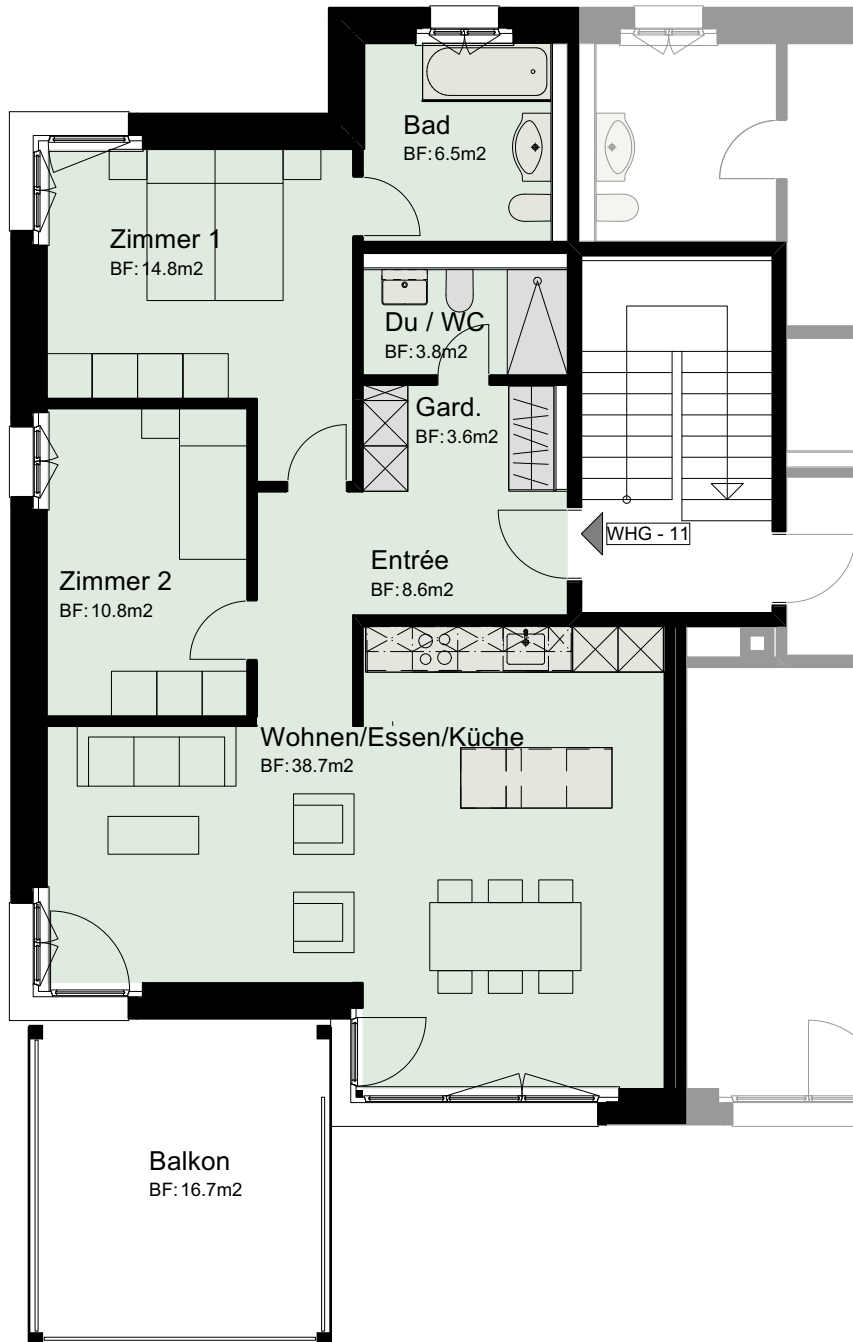 Bad
BF: 6.5m2
Zimmer 1
BF: 14.8m2
Du / WC
BF: 3.8m2
Gard.
BF: 3.6m2
WHG - 11
Entrée
BF: 8.6m2
Zimmer 2
BF: 10.8m2
Wohnen/Essen/Küche
BF: 38.7m2
Balkon
BF: 16.7m2